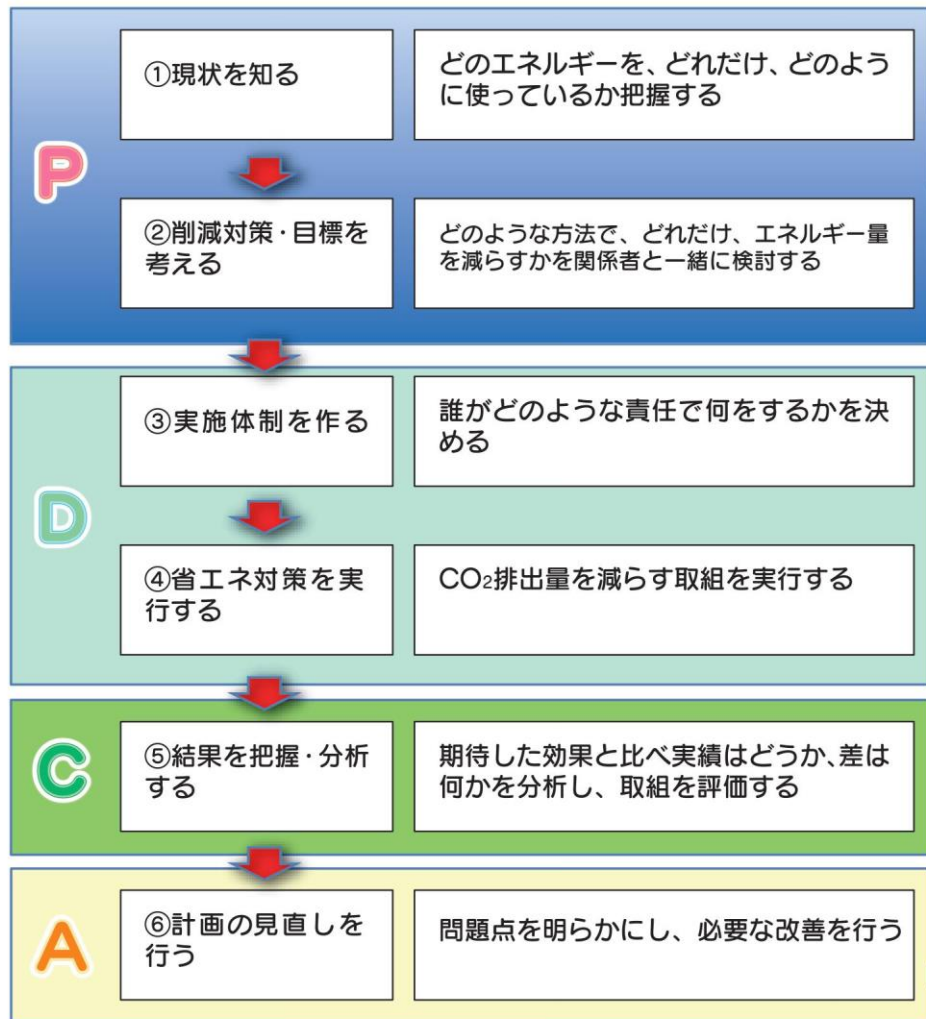 P
①現状を知る
どのエネルギーを、どれだけ、どのよう
に使っているか把握する
②削減対策・目標を
考える
どのような方法で、どれだけ、エネルギー量
を減らすかを関係者と一緒に検討する
D
③実施体制を作る
誰がどのような責任で何をするかを決
める
④省エネ対策を実
行する
CO₂排出量を減らす取組を実行する
C
⑤結果を把握・分析
する
期待した効果と比べ実績はどうか、差は
何かを分析し、取組を評価する
A
⑥計画の見直しを
行う
問題点を明らかにし、必要な改善を行う